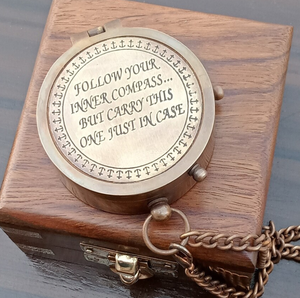 FOLLOW YOUR
INNER COMPASS...
BUT CARRY THIS
ONE JUST IN CASE